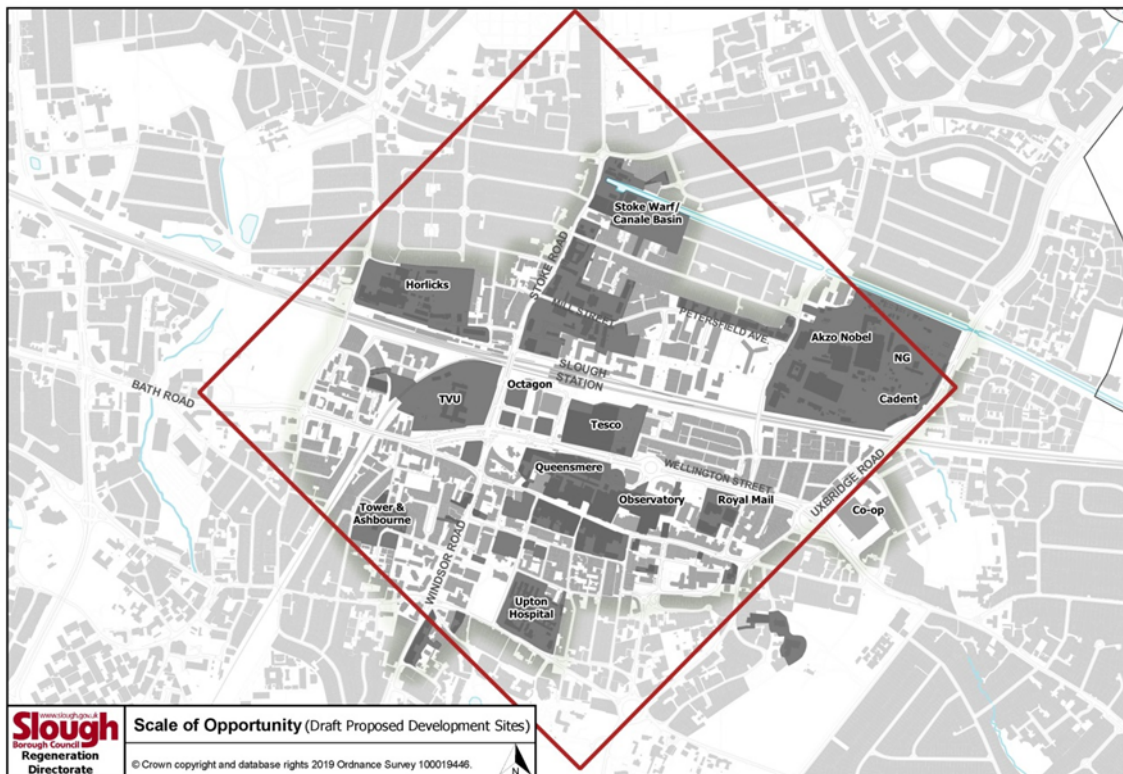 Stoke Warf/
Canale Basin
STOKE ROAD
Horlicks
MILL STREET
PETERSFIELD AVE.
Akzo Nobel
NG
SLOUGH
STATION
BATH ROAD
Octagon
TVU
Cadent
Tesco
Queensmere
WELLINGTON STREET
UXBRIDGE ROAD
Observatory
Royal Mail
Tower &
Ashbourne
Co-op
WINDSOR ROAD
Upton
Hospital
www.slough.gov.uk
Slough
Borough Council
Regeneration
Directorate
Scale of Opportunity (Draft Proposed Development Sites)
© Crown copyright and database rights 2019 Ordnance Survey 100019446.
N